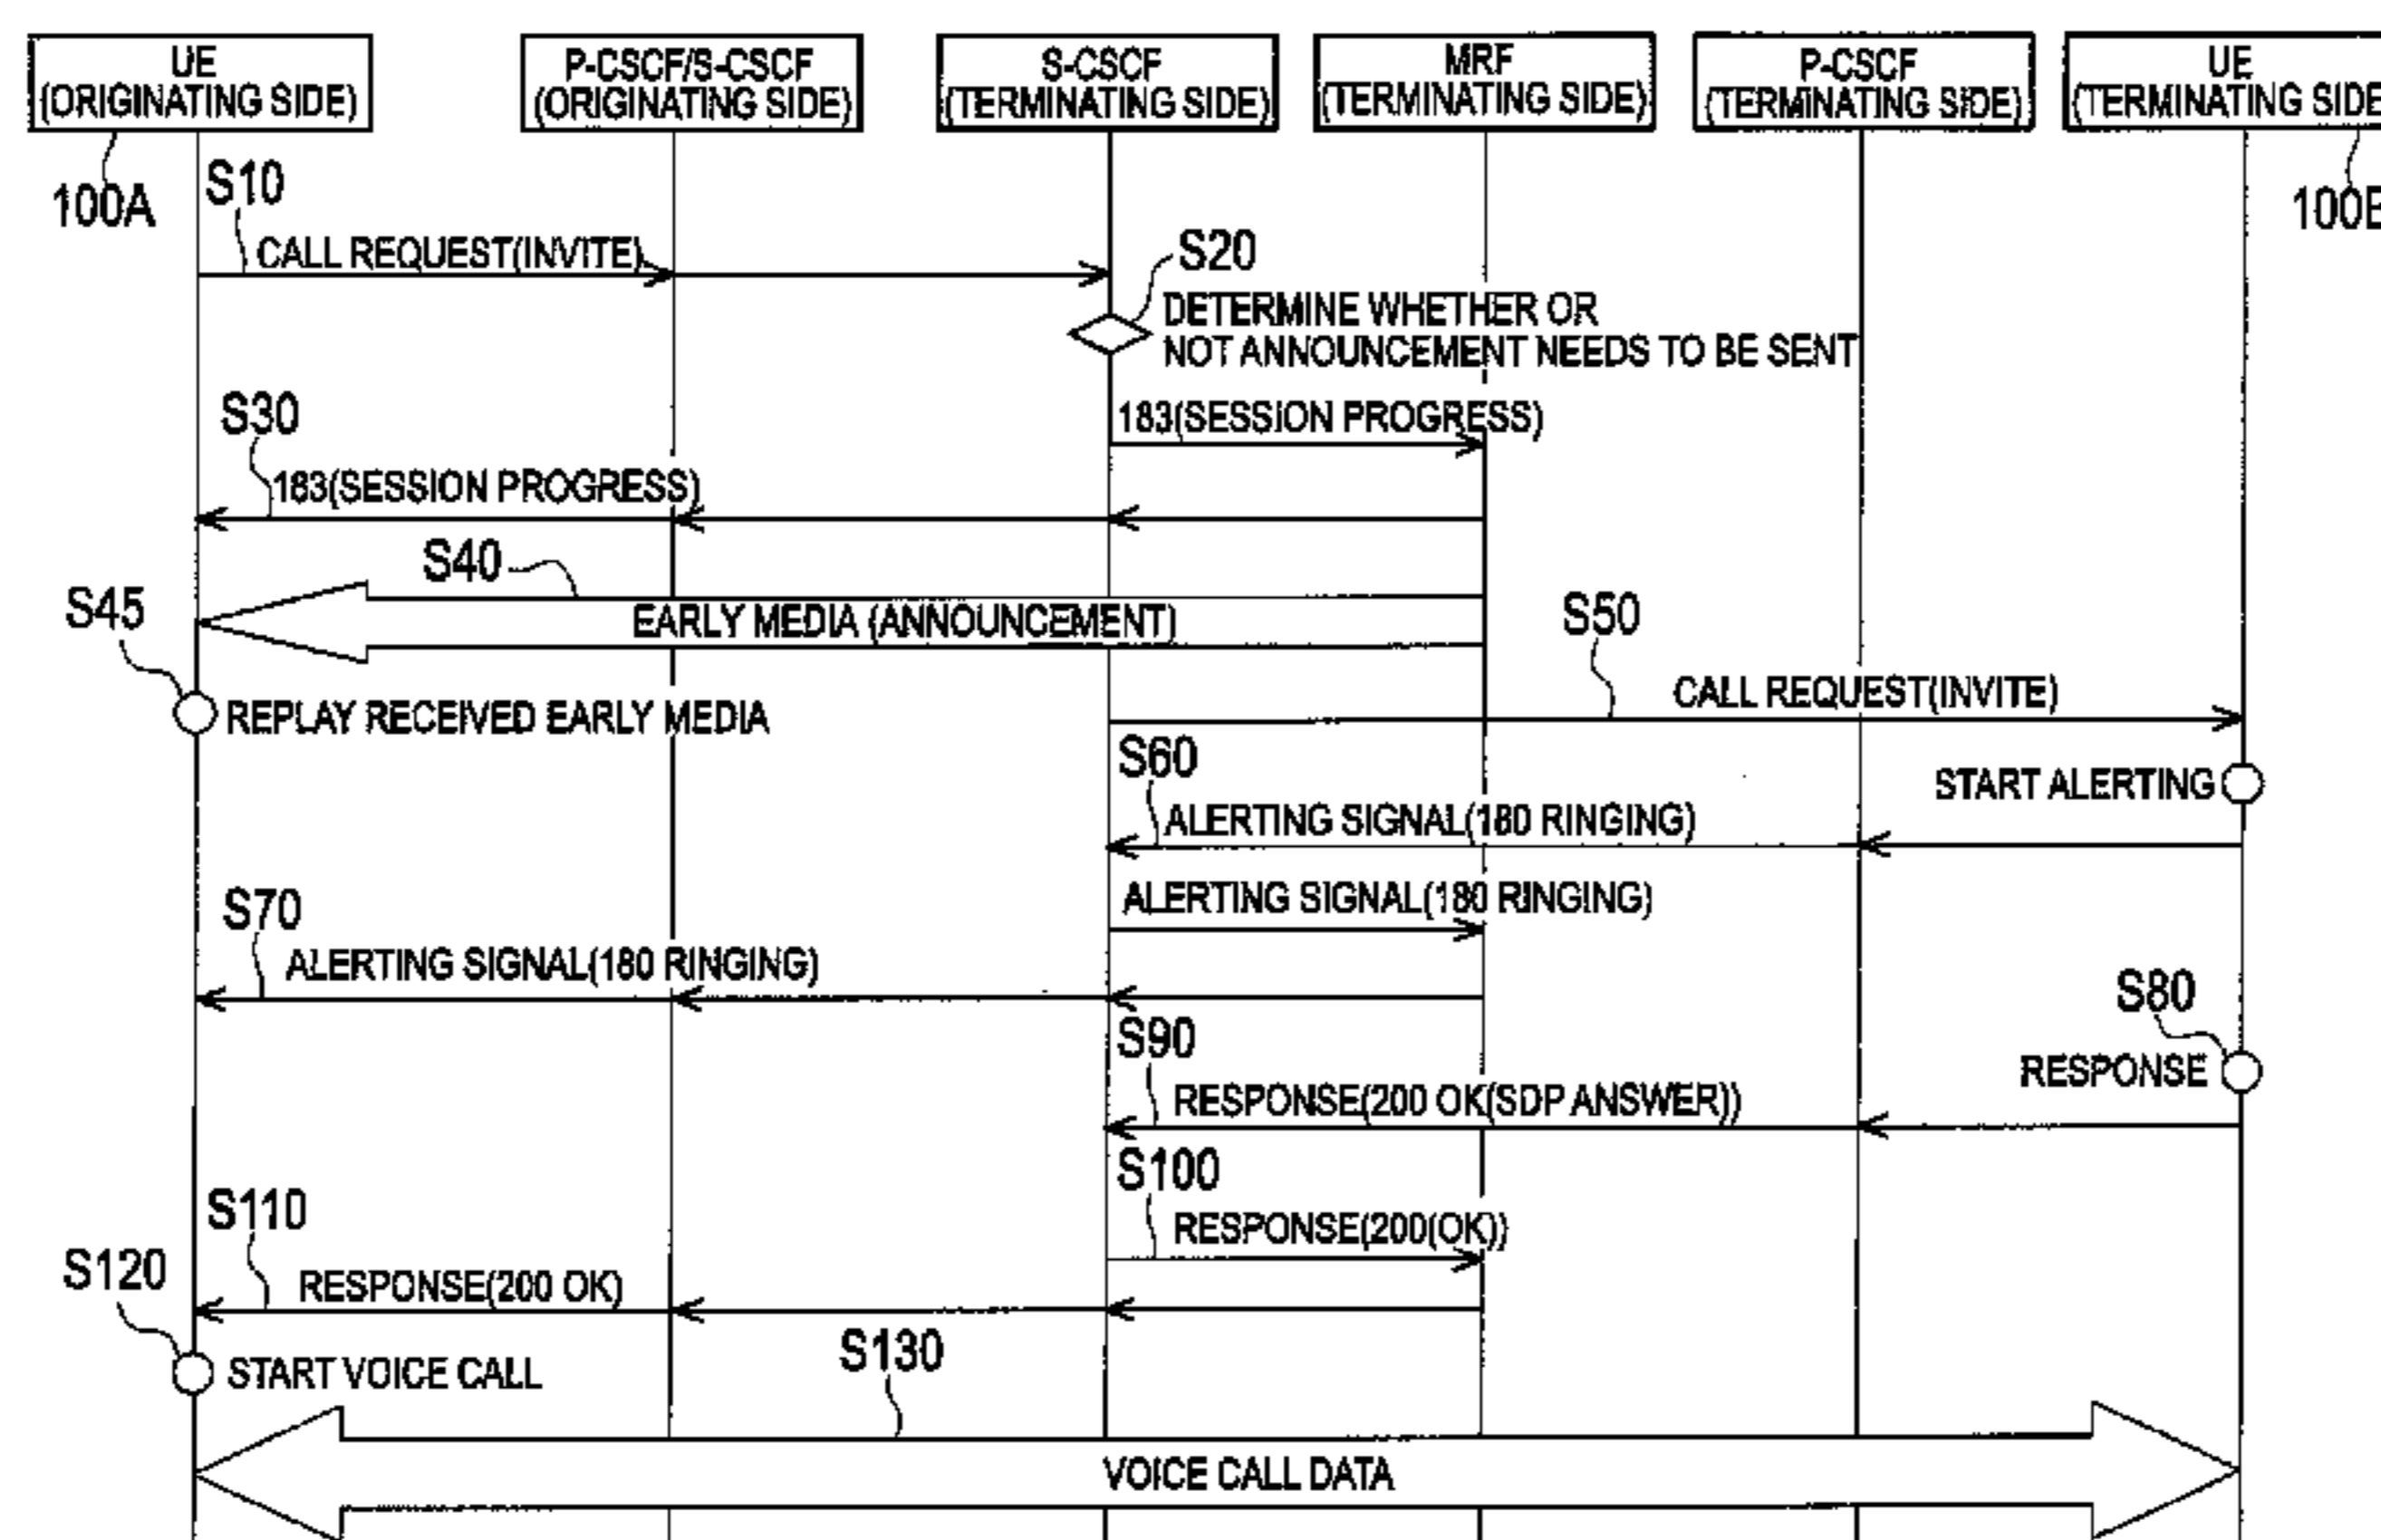 UE
(ORIGINATING SIDE)
P-CSCF/S-CSCF
(ORIGINATING SIDE)
S-CSCF
(TERMINATING SIDE)
MRF
(TERMINATING SIDE)
P-CSCF
(TERMINATING SIDE)
UE
(TERMINATING SIDE
100A
100B
S10
CALL REQUEST(INVITE)
S20
DETERMINE WHETHER OR
NOT ANNOUNCEMENT NEEDS TO BE SENT
183(SESSION PROGRESS)
S30
183(SESSION PROGRESS)
S40
EARLY MEDIA (ANNOUNCEMENT)
S45
REPLAY RECEIVED EARLY MEDIA
S50
CALL REQUEST(INVITE)
START ALERTING
S60
ALERTING SIGNAL(180 RINGING)
ALERTING SIGNAL(180 RINGING)
S70
ALERTING SIGNAL(180 RINGING)
S80
RESPONSE
S90
RESPONSE(200 OK(SDP ANSWER))
S100
RESPONSE(200(OK))
S110
RESPONSE(200 OK)
S120
START VOICE CALL
S130
VOICE CALL DATA